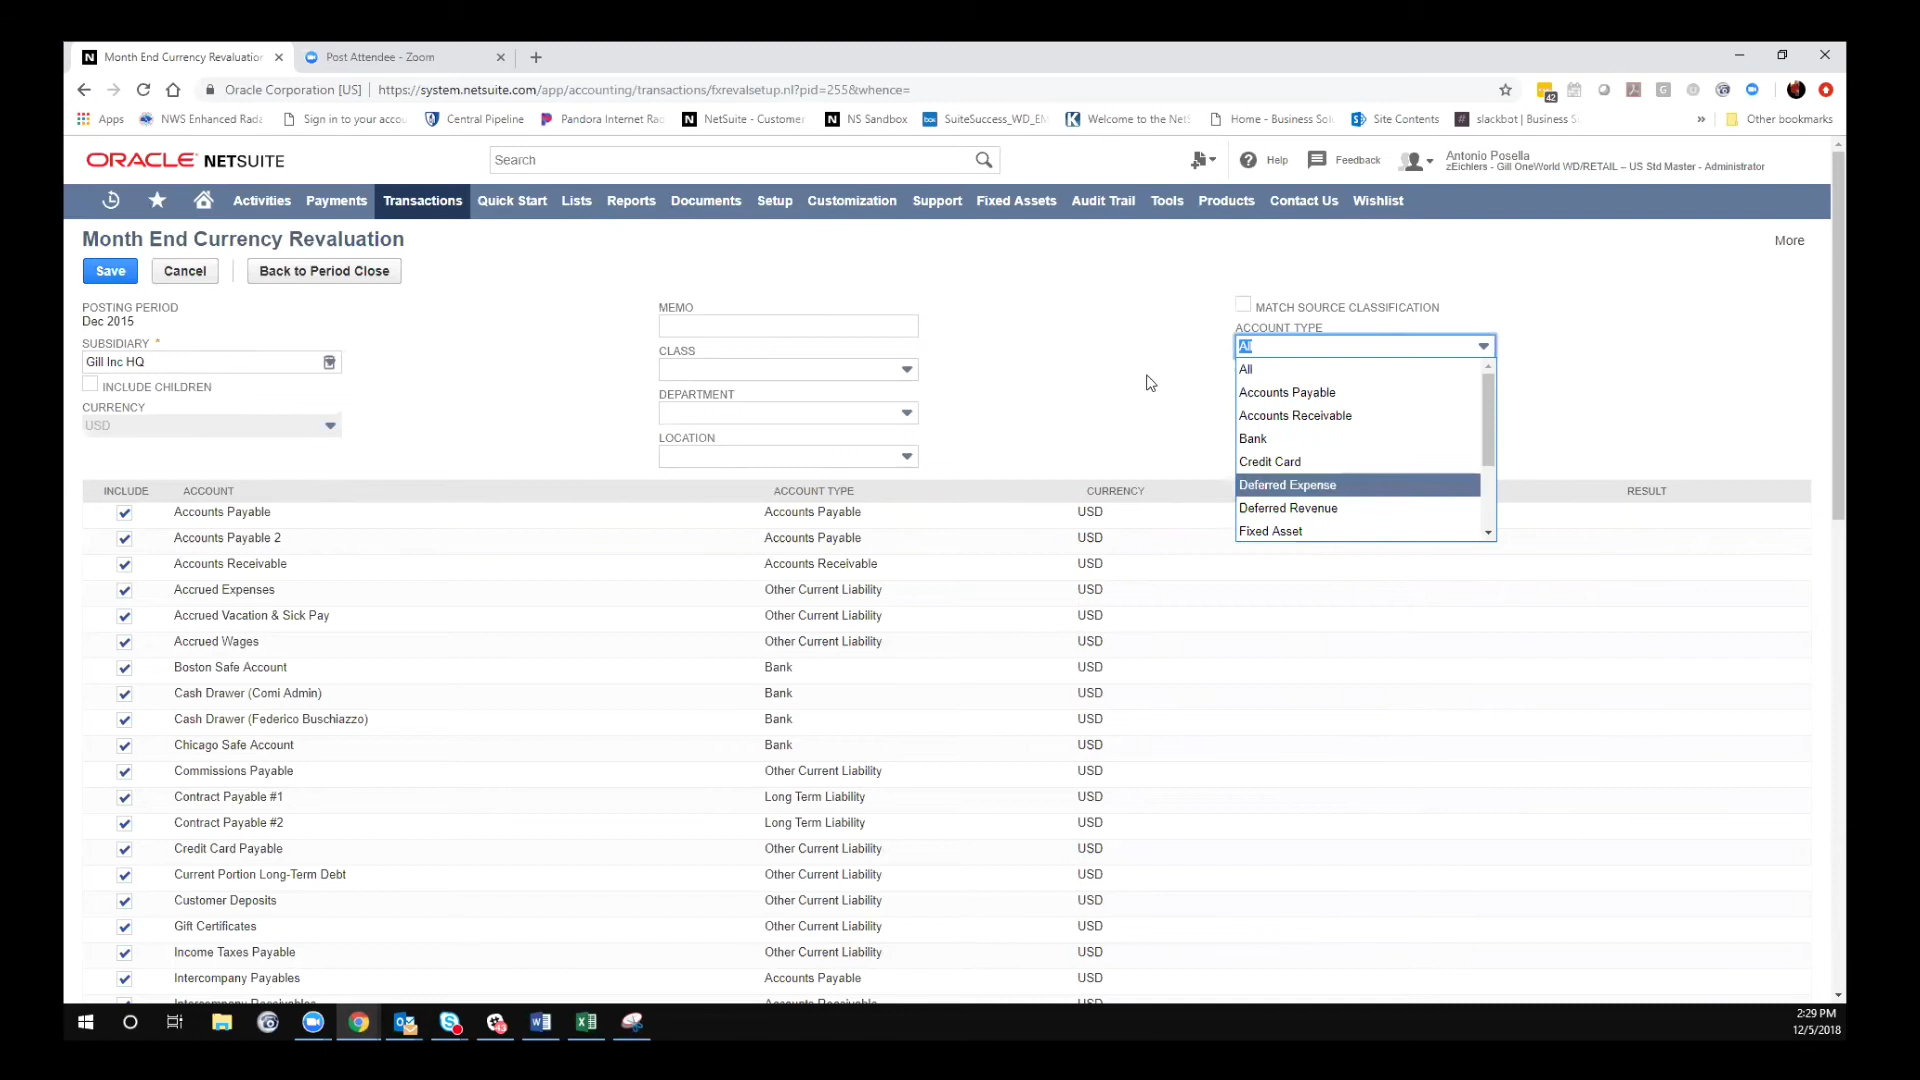 Month End Currency Revaluation
Post Attendee - Zoom
Oracle Corporation [US]
https://system.netsuite.com/app/accounting/transactions/fxrevalsetup.nl?pid=255&whence=
42
Apps
NWS Enhanced Rada
Sign in to your accou
Central Pipeline
Pandora Internet Rad
NetSuite - Customer
NS Sandbox
SuiteSuccess_WD_EM
Welcome to the Net
Home - Business Solu
Site Contents
slackbot | Business S
»
Other bookmarks
ORACLE NETSUITE
Search
Help
Feedback
Antonio Posella
zEichlers - Gill OneWorld WD/RETAIL – US Std Master - Administrator
Activities Payments Transactions Quick Start Lists Reports Documents Setup Customization Support Fixed Assets Audit Trail Tools Products Contact Us Wishlist
Month End Currency Revaluation
More
Save
Cancel
Back to Period Close
POSTING PERIOD
Dec 2015
SUBSIDIARY *
Gill Inc HQ
INCLUDE CHILDREN
CURRENCY
USD
MEMO
CLASS
DEPARTMENT
LOCATION
MATCH SOURCE CLASSIFICATION
ACCOUNT TYPE
All
All
Accounts Payable
Accounts Receivable
Bank
Credit Card
Deferred Expense
Deferred Revenue
Fixed Asset
INCLUDE ACCOUNT ACCOUNT TYPE CURRENCY RESULT
Accounts Payable Accounts Payable USD
Accounts Payable 2 Accounts Payable USD
Accounts Receivable Accounts Receivable USD
Accrued Expenses Other Current Liability USD
Accrued Vacation & Sick Pay Other Current Liability USD
Accrued Wages Other Current Liability USD
Boston Safe Account Bank USD
Cash Drawer (Comi Admin) Bank USD
Cash Drawer (Federico Buschiazzo) Bank USD
Chicago Safe Account Bank USD
Commissions Payable Other Current Liability USD
Contract Payable #1 Long Term Liability USD
Contract Payable #2 Long Term Liability USD
Credit Card Payable Other Current Liability USD
Current Portion Long-Term Debt Other Current Liability USD
Customer Deposits Other Current Liability USD
Gift Certificates Other Current Liability USD
Income Taxes Payable Other Current Liability USD
Intercompany Payables Accounts Payable USD
Intercompany Receivables Accounts Receivable USD
2:29 PM
12/5/2018